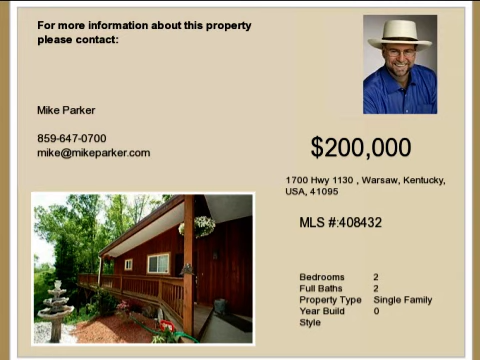 For more information about this property
please contact:
Mike Parker
859-647-0700
mike@mikeparker.com
$200,000
1700 Hwy 1130 , Warsaw, Kentucky,
USA, 41095
MLS #:408432
Bedrooms 2
Full Baths 2
Property Type Single Family
Year Build 0
Style